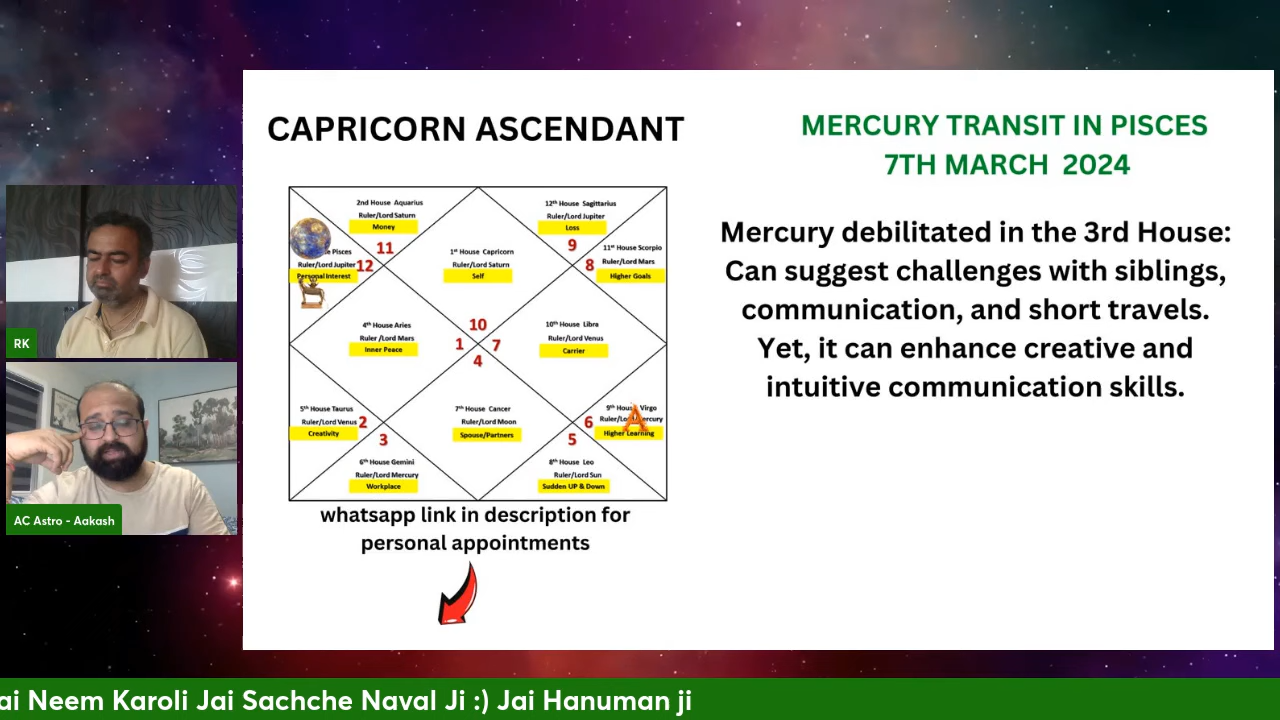 CAPRICORN ASCENDANT
2nd House Aquarius
Ruler/Lord Saturn
Money
11
12th House Sagittarius
Ruler/Lord Jupiter
Loss
9
Pisces
Ruler/Lord Jupiter
Personal Interest
12
1st House Capricorn
Ruler/Lord Saturn
Self
11th House Scorpio
Ruler/Lord Mars
Higher Goals
8
4th House Aries
Ruler /Lord Mars
Inner Peace
10
1
7
4
10th House Libra
Ruler/Lord Venus
Carrier
5th House Taurus
Ruler/Lord Venus
Creativity
2
3
7th House Cancer
Ruler/Lord Moon
Spouse/Partners
9th House Virgo
Higher Learning
6
5
6th House Gemini
Ruler/Lord Mercury
Workplace
8th House Leo
Ruler/Lord Sun
Sudden UP & Down
whatsapp link in description for
personal appointments
MERCURY TRANSIT IN PISCES
7TH MARCH 2024
Mercury debilitated in the 3rd House:
Can suggest challenges with siblings,
communication, and short travels.
Yet, it can enhance creative and
intuitive communication skills.
RK
AC Astro - Aakash
Neem Karoli Jai Sachche Naval Ji :) Jai Hanuman ji